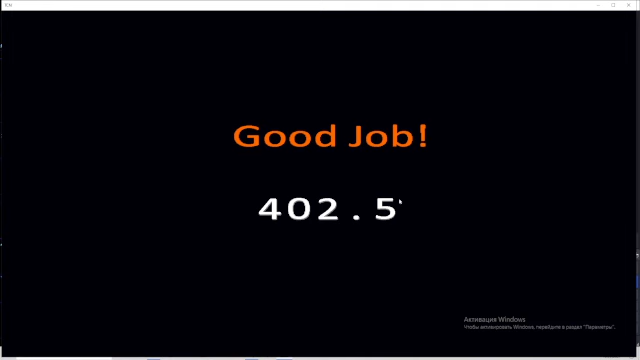 Good Job!
402.5
Активация Windows
Чтобы активировать Windows, перейдите в раздел "Параметры".